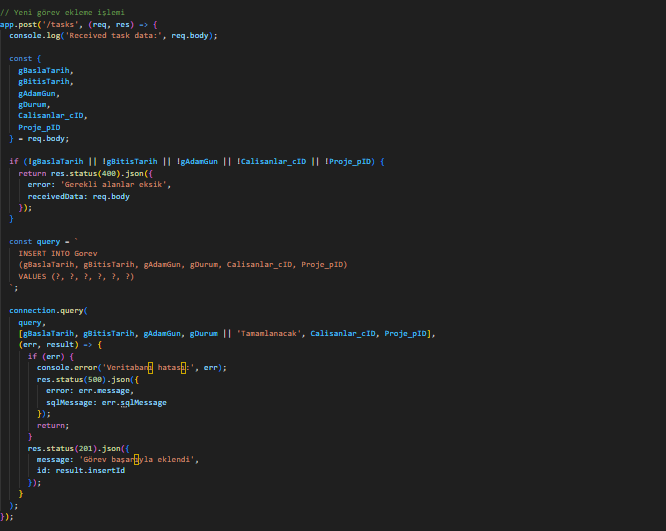 // Yeni görev ekleme işlemi
app.post('/tasks', (req, res) => {
  console.log('Received task data:', req.body);

  const {
    gBaslaTarih,
    gBitisTarih,
    gAdamGun,
    gDurum,
    Calisanlar_cID,
    Proje_pID
  } = req.body;

  if (!gBaslaTarih || !gBitisTarih || !gAdamGun || !Calisanlar_cID || !Proje_pID) {
    return res.status(400).json({
      error: 'Gerekli alanlar eksik',
      receivedData: req.body
    });
  }

  const query = `
    INSERT INTO Gorev
    (gBaslaTarih, gBitisTarih, gAdamGun, gDurum, Calisanlar_cID, Proje_pID)
    VALUES (?, ?, ?, ?, ?, ?)
  `;

  connection.query(
    query,
    [gBaslaTarih, gBitisTarih, gAdamGun, gDurum || 'Tamamlanacak', Calisanlar_cID, Proje_pID],
    (err, result) => {
      if (err) {
        console.error('Veritabanı hatası:', err);
        res.status(500).json({
          error: err.message,
          sqlMessage: err.sqlMessage
        });
        return;
      }
      res.status(201).json({
        message: 'Görev başarıyla eklendi',
        id: result.insertId
      });
    }
  );
});